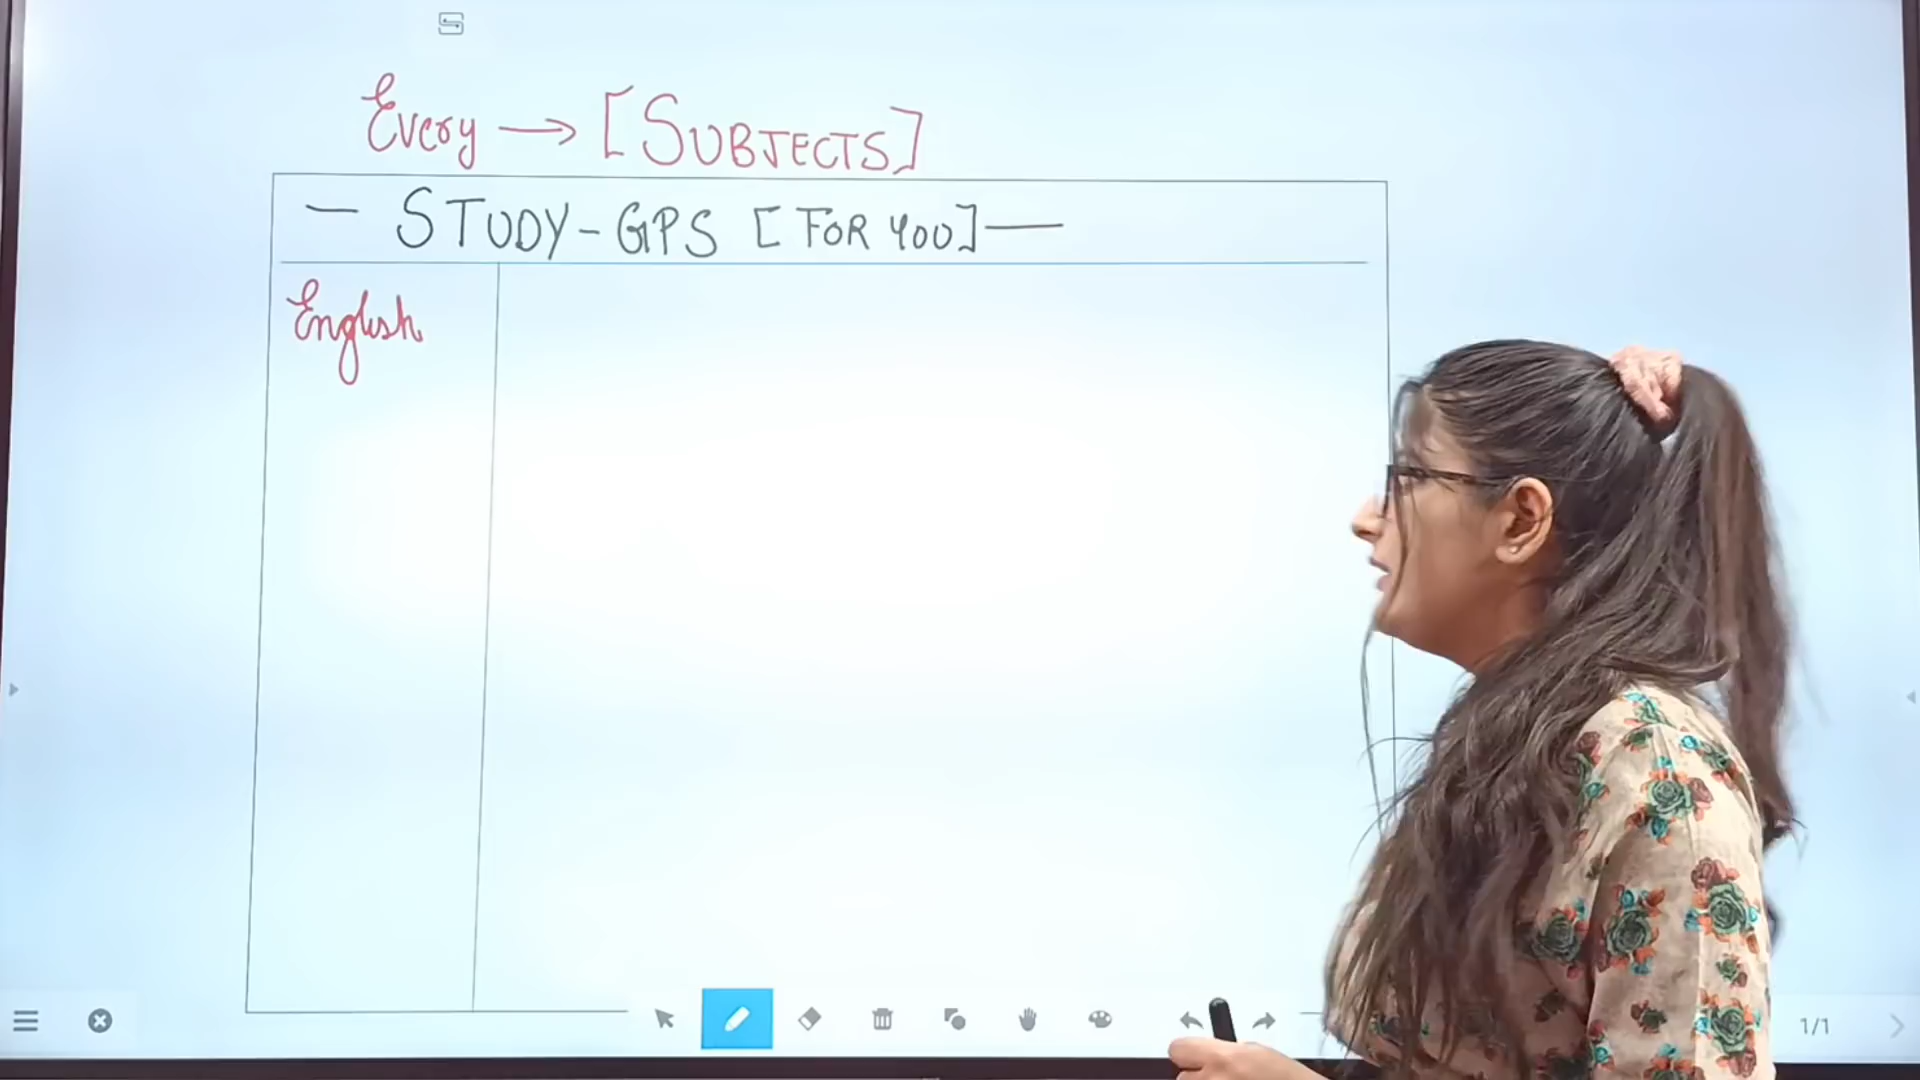 Every → [SUBJECTS]
— STUDY-GPS [FOR YOU] —
English
1/1